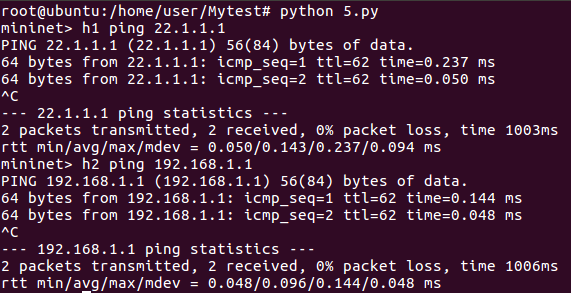 root@ubuntu:/home/user/Mytest# python 5.py
mininet> h1 ping 22.1.1.1
PING 22.1.1.1 (22.1.1.1) 56(84) bytes of data.
64 bytes from 22.1.1.1: icmp_seq=1 ttl=62 time=0.237 ms
64 bytes from 22.1.1.1: icmp_seq=2 ttl=62 time=0.050 ms
^C
--- 22.1.1.1 ping statistics ---
2 packets transmitted, 2 received, 0% packet loss, time 1003ms
rtt min/avg/max/mdev = 0.050/0.143/0.237/0.094 ms
mininet> h2 ping 192.168.1.1
PING 192.168.1.1 (192.168.1.1) 56(84) bytes of data.
64 bytes from 192.168.1.1: icmp_seq=1 ttl=62 time=0.144 ms
64 bytes from 192.168.1.1: icmp_seq=2 ttl=62 time=0.048 ms
^C
--- 192.168.1.1 ping statistics ---
2 packets transmitted, 2 received, 0% packet loss, time 1006ms
rtt min/avg/max/mdev = 0.048/0.096/0.144/0.048 ms